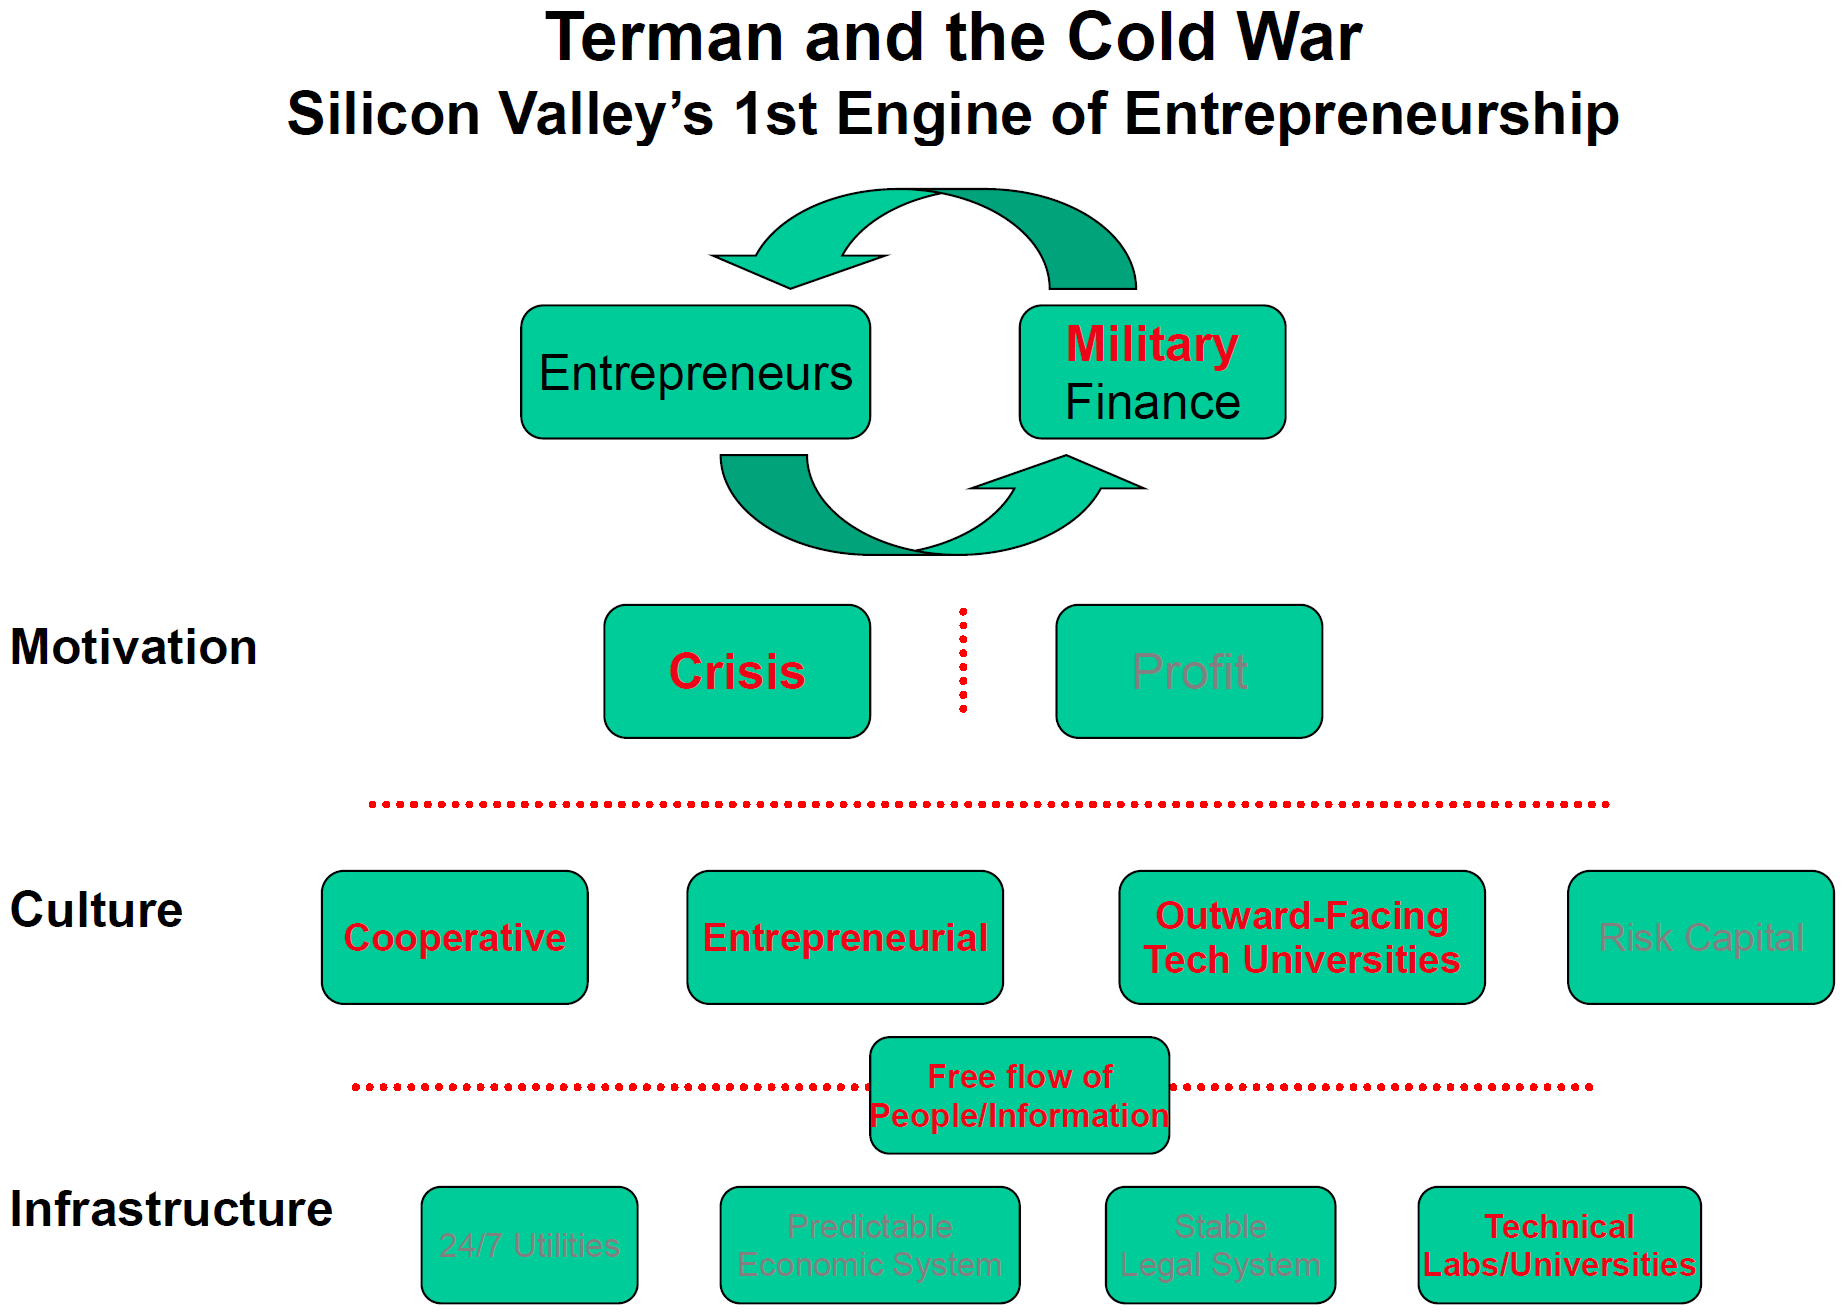 Terman and the Cold War
Silicon Valley’s 1st Engine of Entrepreneurship
Entrepreneurs
Military
Finance
Motivation
Crisis
Profit
Culture
Cooperative
Entrepreneurial
Outward-Facing
Tech Universities
Risk Capital
Free flow of
People/Information
Infrastructure
24/7 Utilities
Predictable
Economic System
Stable
Legal System
Technical
Labs/Universities